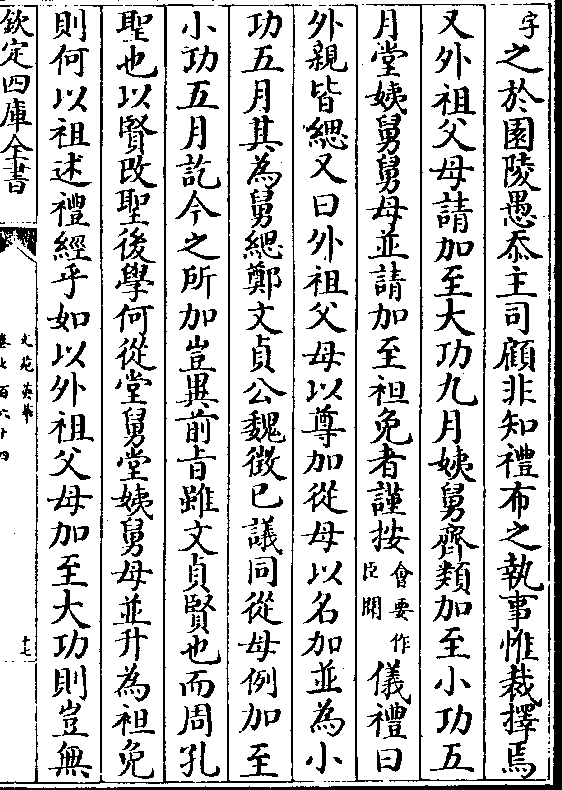 字之於園陵愚忝主司顧非知禮布之執事惟裁擇焉
又外祖父母請加至大功九月姨舅齊類加至小功五
月堂姨舅舅母並請加至袒免者謹按會要作臣聞儀禮曰
外親皆緦又曰外祖父母以尊加從母以名加並為小
功五月其為舅緦鄭文貞公魏徵已議同從母例加至
小功五月訖今之所加豈異前旨雖文貞賢也而周孔
聖也以賢改聖後學何從堂舅堂姨舅母並升為袒免
則何以祖述禮經乎如以外祖父母加至大功則豈無
欽定四庫全書
文苑英華
卷七百六十四
十七